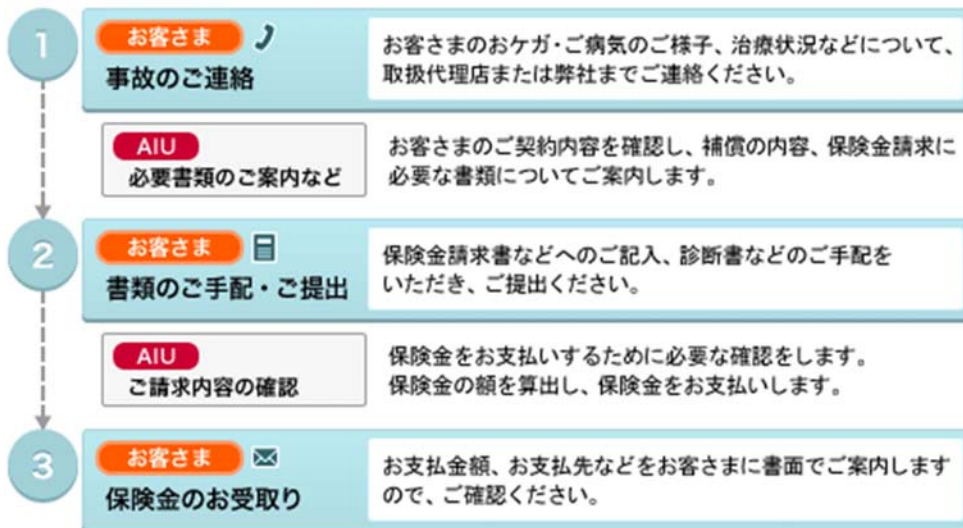 1
お客さま
事故のご連絡
お客さまのおケガ・ご病気のご様子、治療状況などについて、
取扱代理店または弊社までご連絡ください。
AIU
必要書類のご案内など
お客さまのご契約内容を確認し、補償の内容、保険金請求に
必要な書類についてご案内します。
2
お客さま
書類のご手配・ご提出
保険金請求書などへのご記入、診断書などのご手配を
いただき、ご提出ください。
AIU
ご請求内容の確認
保険金をお支払いするために必要な確認をします。
保険金の額を算出し、保険金をお支払いします。
3
お客さま
保険金のお受取り
お支払金額、お支払先などをお客さまに書面でご案内します
ので、ご確認ください。